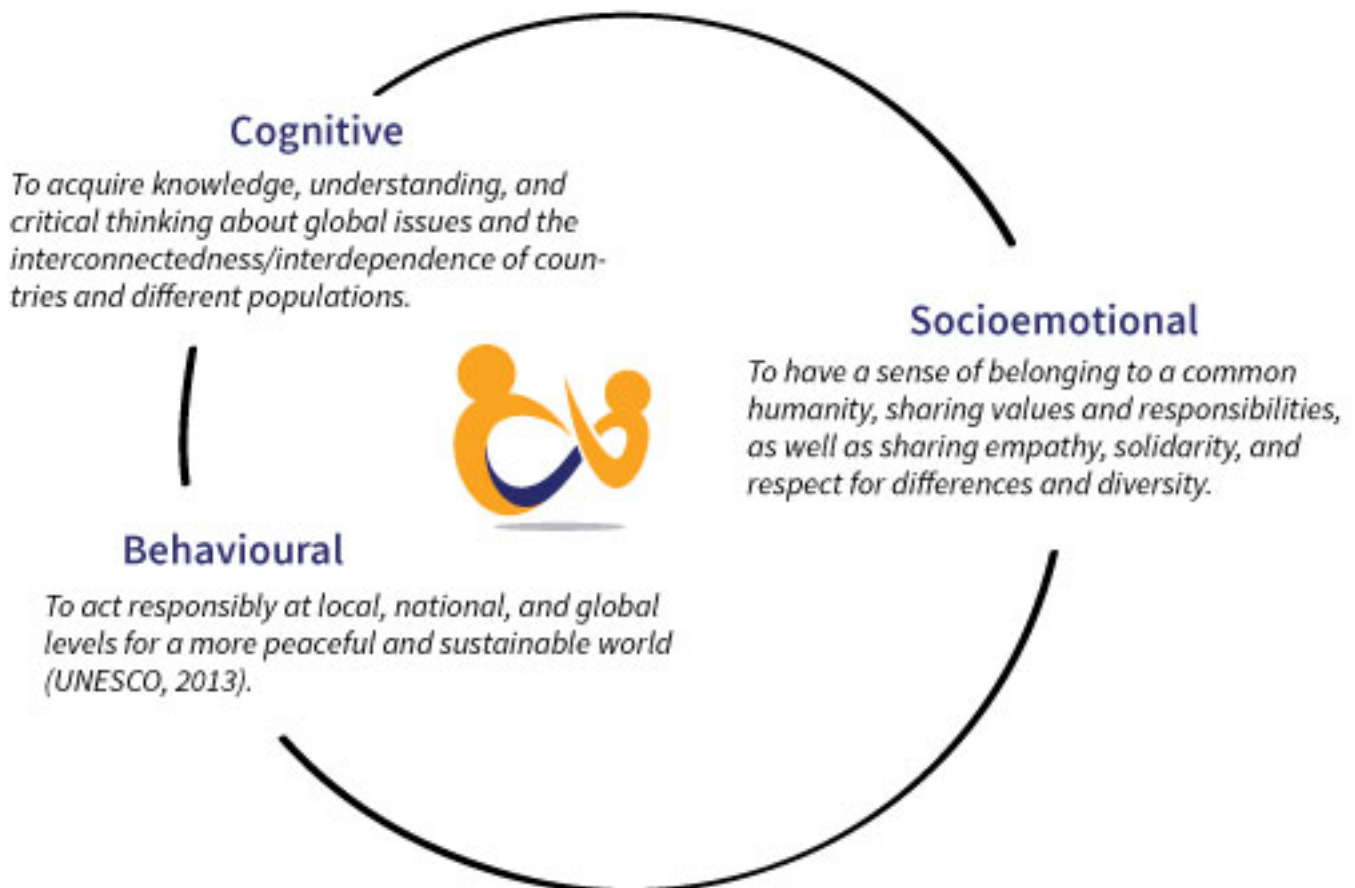 Cognitive
To acquire knowledge, understanding, and
critical thinking about global issues and the
interconnectedness/interdependence of coun-
tries and different populations.
Socioemotional
To have a sense of belonging to a common
humanity, sharing values and responsibilities,
as well as sharing empathy, solidarity, and
respect for differences and diversity.
Behavioural
To act responsibly at local, national, and global
levels for a more peaceful and sustainable world
(UNESCO, 2013).